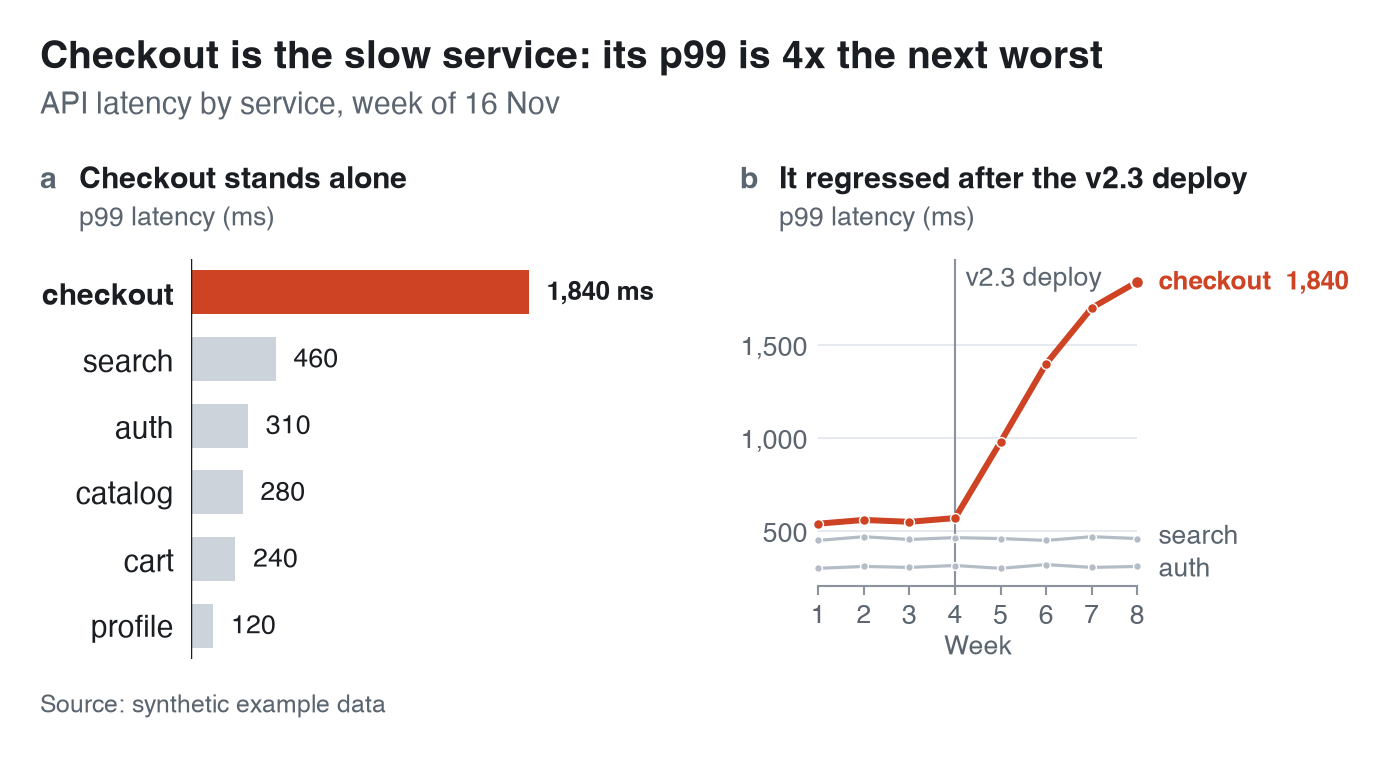 Checkout is the slow service: its p99 is 4x the next worst
API latency by service, week of 16 Nov
a Checkout stands alone
p99 latency (ms)
checkout 1,840 ms
search 460
auth 310
catalog 280
cart 240
profile 120
b It regressed after the v2.3 deploy
p99 latency (ms)
v2.3 deploy
checkout 1,840
1,500
1,000
500
search
auth
1 2 3 4 5 6 7 8
Week
Source: synthetic example data